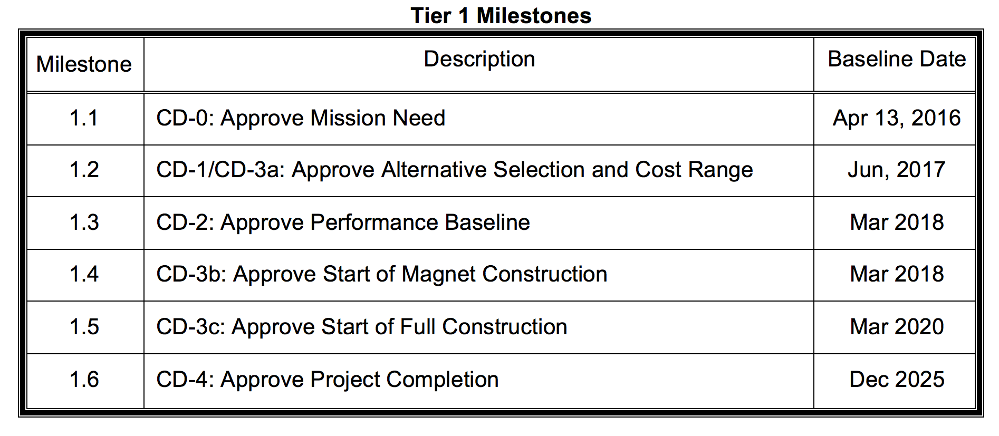 Tier 1 Milestones
Milestone Description Baseline Date
1.1 CD-0: Approve Mission Need Apr 13, 2016
1.2 CD-1/CD-3a: Approve Alternative Selection and Cost Range Jun, 2017
1.3 CD-2: Approve Performance Baseline Mar 2018
1.4 CD-3b: Approve Start of Magnet Construction Mar 2018
1.5 CD-3c: Approve Start of Full Construction Mar 2020
1.6 CD-4: Approve Project Completion Dec 2025